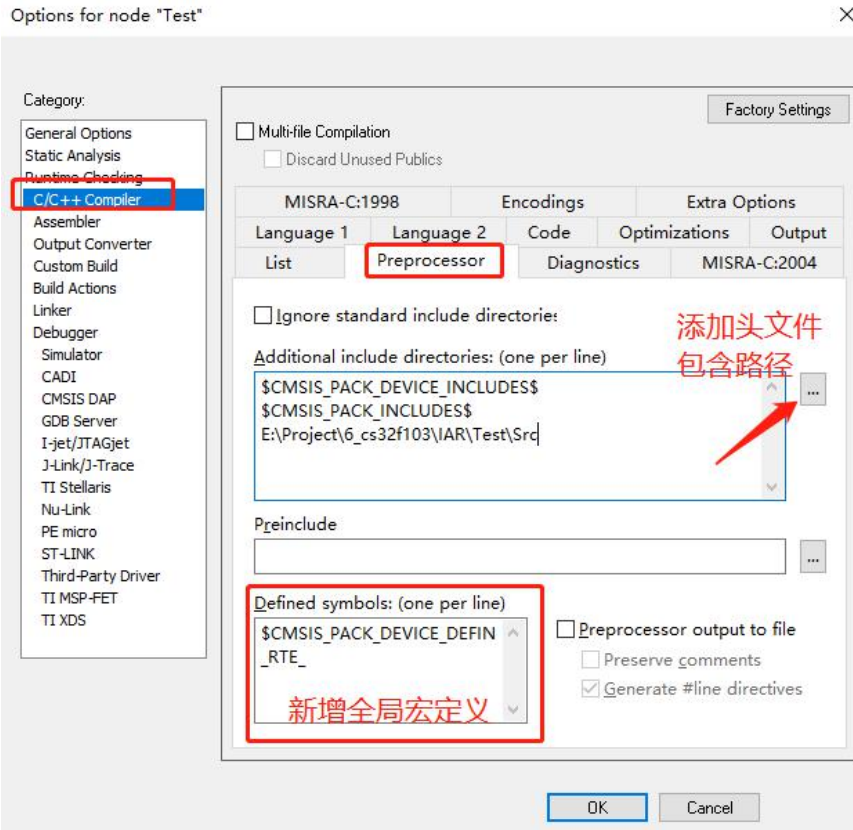 Options for node "Test"
Category:
General Options
Static Analysis
Runtime Checking
C/C++ Compiler
Assembler
Output Converter
Custom Build
Build Actions
Linker
Debugger
Simulator
CADI
CMSIS DAP
GDB Server
I-jet/JTAGjet
J-Link/J-Trace
TI Stellaris
Nu-Link
PE micro
ST-LINK
Third-Party Driver
TI MSP-FET
TI XDS
Factory Settings
Multi-file Compilation
Discard Unused Publics
MISRA-C:1998 Encodings Extra Options
Language 1 Language 2 Code Optimizations Output
List Preprocessor Diagnostics MISRA-C:2004
Ignore standard include directories
添加头文件
包含路径
Additional include directories: (one per line)
$CMSIS_PACK_DEVICE_INCLUDES$
$CMSIS_PACK_INCLUDES$
E:\Project\6_cs32f103\IAR\Test\Src
...
Preinclude
...
Defined symbols: (one per line)
$CMSIS_PACK_DEVICE_DEFIN
_RTE_
新增全局宏定义
Preprocessor output to file
Preserve comments
Generate #line directives
OK Cancel